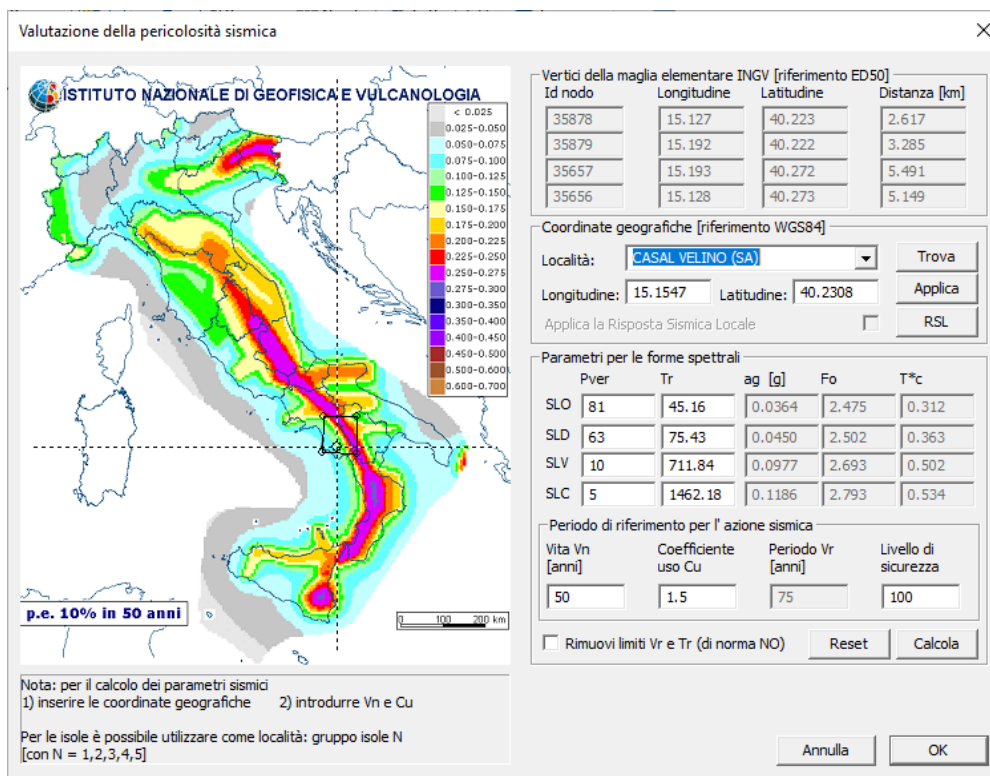 Valutazione della pericolosità sismica
ISTITUTO NAZIONALE DI GEOFISICA E VULCANOLOGIA
< 0.025
0.025-0.050
0.050-0.075
0.075-0.100
0.100-0.125
0.125-0.150
0.150-0.175
0.175-0.200
0.200-0.225
0.225-0.250
0.250-0.275
0.275-0.300
0.300-0.350
0.350-0.400
0.400-0.450
0.450-0.500
0.500-0.600
0.600-0.700
p.e. 10% in 50 anni
0 100 200 km
Nota: per il calcolo dei parametri sismici
1) inserire le coordinate geografiche 2) introdurre Vn e Cu
Per le isole è possibile utilizzare come località: gruppo isole N
[con N = 1,2,3,4,5]
Vertici della maglia elementare INGV [riferimento ED50]
Id nodo Longitudine Latitudine Distanza [km]
35878 15.127 40.223 2.617
35879 15.192 40.222 3.285
35657 15.193 40.272 5.491
35656 15.128 40.273 5.149
Coordinate geografiche [riferimento WGS84]
Località: CASAL VELINO (SA) Trova
Longitudine: 15.1547 Latitudine: 40.2308 Applica
Applica la Risposta Sismica Locale RSL
Parametri per le forme spettrali
Pver Tr ag [g] Fo T*c
SLO 81 45.16 0.0364 2.475 0.312
SLD 63 75.43 0.0450 2.502 0.363
SLV 10 711.84 0.0977 2.693 0.502
SLC 5 1462.18 0.1186 2.793 0.534
Periodo di riferimento per l' azione sismica
Vita Vn Coefficiente Periodo Vr Livello di
[anni] uso Cu [anni] sicurezza
50 1.5 75 100
Rimuovi limiti Vr e Tr (di norma NO) Reset Calcola
Annulla OK